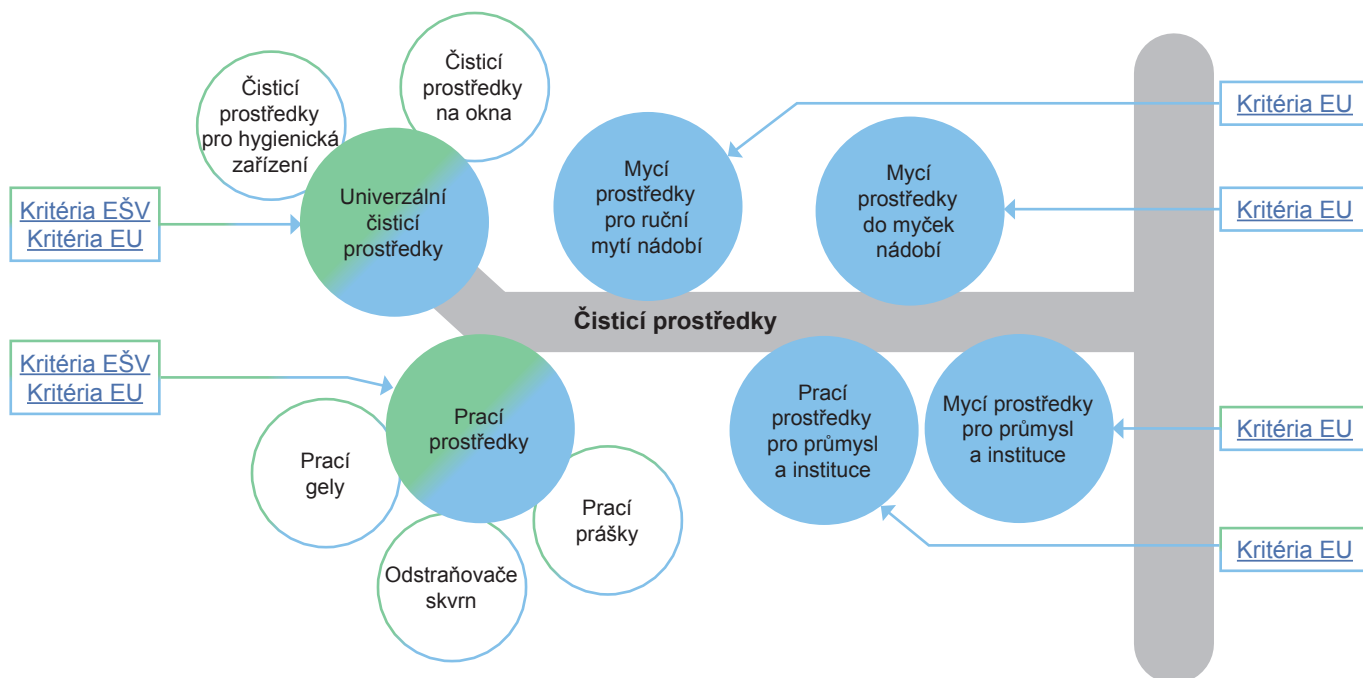 Čisticí
prostředky
pro hygienická
zařízení
Čisticí
prostředky
na okna
Univerzální
čisticí
prostředky
Kritéria EŠV
Kritéria EU
Mycí
prostředky
pro ruční
mytí nádobí
Mycí
prostředky
do myček
nádobí
Kritéria EU
Kritéria EU
Čisticí prostředky
Kritéria EŠV
Kritéria EU
Prací
prostředky
Prací
gely
Odstraňovače
skvrn
Prací
prášky
Prací
prostředky
pro průmysl
a instituce
Mycí prostředky
pro průmysl
a instituce
Kritéria EU
Kritéria EU